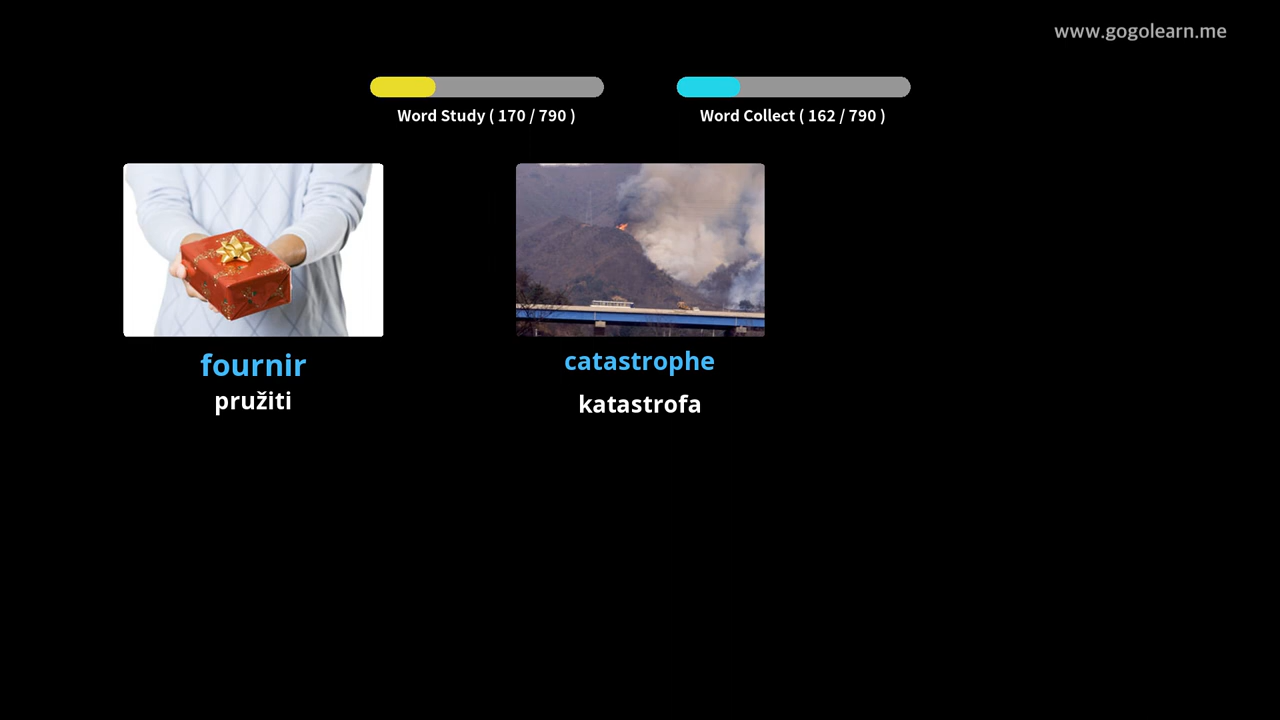 www.gogolearn.me
Word Study ( 170 / 790 )
Word Collect ( 162 / 790 )
fournir
pružiti
catastrophe
katastrofa